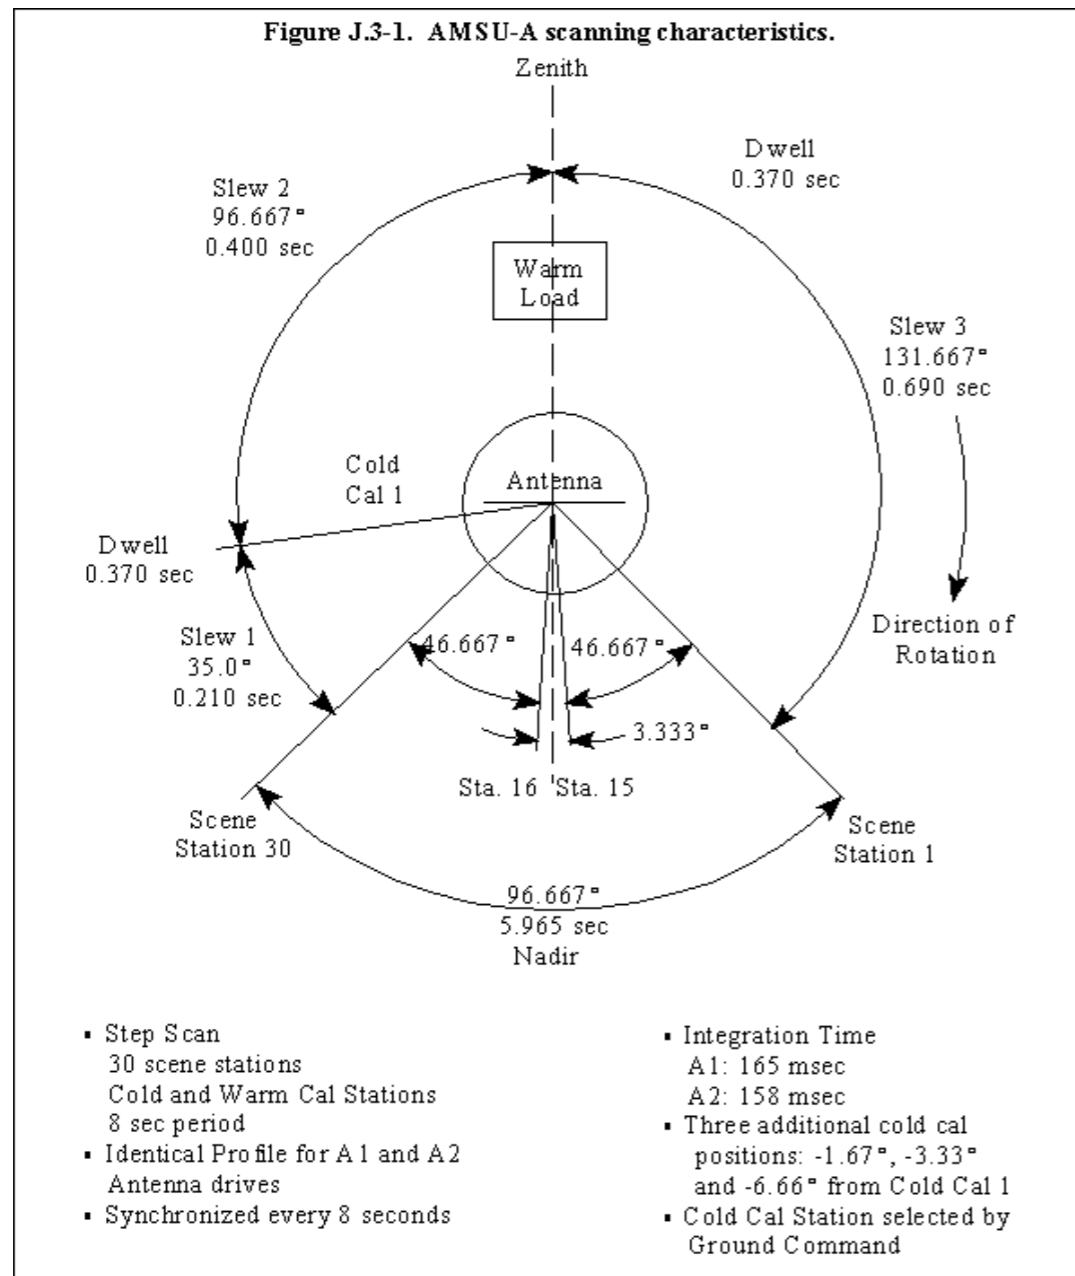 Figure J.3-1. AMSU-A scanning characteristics.
Zenith
Dwell
0.370 sec
Slew 2
96.667°
0.400 sec
Warm
Load
Slew 3
131.667°
0.690 sec
Cold
Cal 1
Antenna
Dwell
0.370 sec
Direction of
Rotation
Slew 1
35.0°
0.210 sec
46.667°
46.667°
3.333°
Sta. 16
Sta. 15
Scene
Station 30
Scene
Station 1
96.667°
5.965 sec
Nadir
▪ Step Scan
30 scene stations
Cold and Warm Cal Stations
8 sec period
▪ Identical Profile for A1 and A2
Antenna drives
▪ Synchronized every 8 seconds
▪ Integration Time
A1: 165 msec
A2: 158 msec
▪ Three additional cold cal
positions: -1.67°, -3.33°
and -6.66° from Cold Cal 1
▪ Cold Cal Station selected by
Ground Command